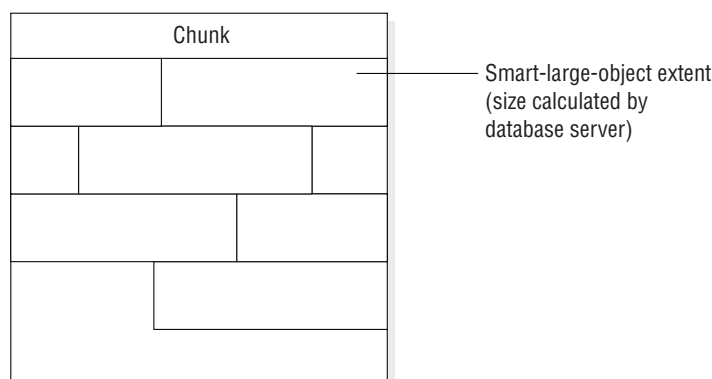 Chunk
Smart-large-object extent
(size calculated by
database server)